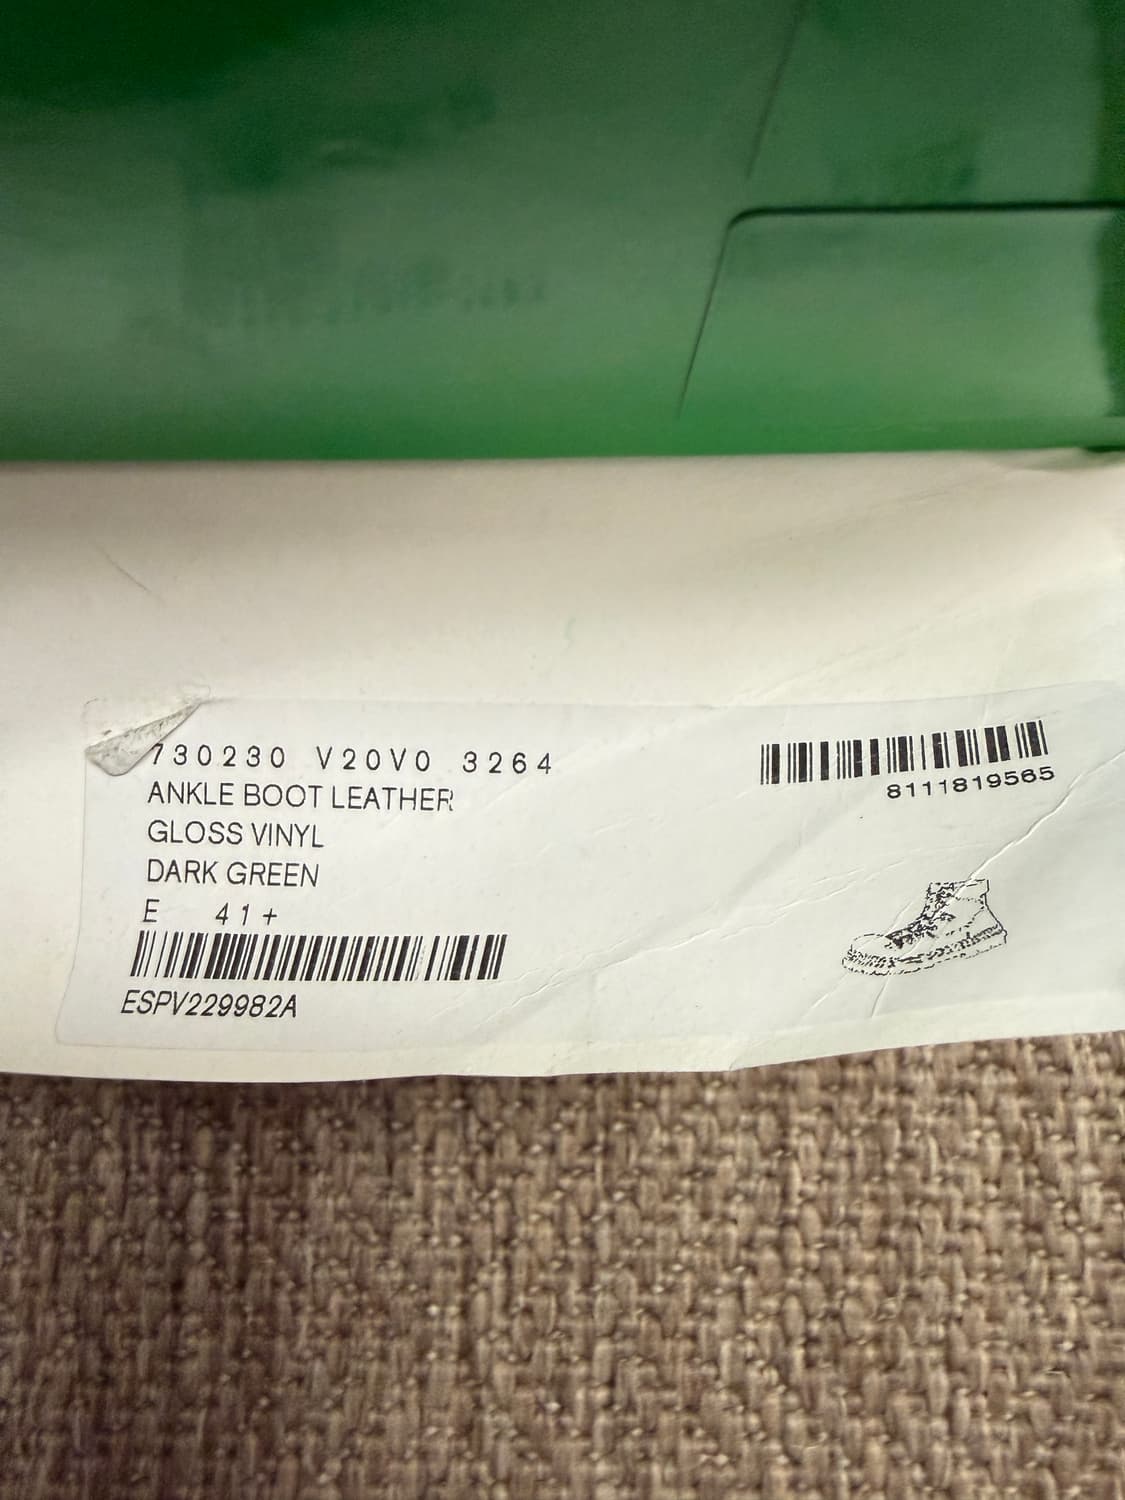 730230 V20V0 3264
ANKLE BOOT LEATHER
GLOSS VINYL
DARK GREEN
E 41+
ESPV229982A
8111819565